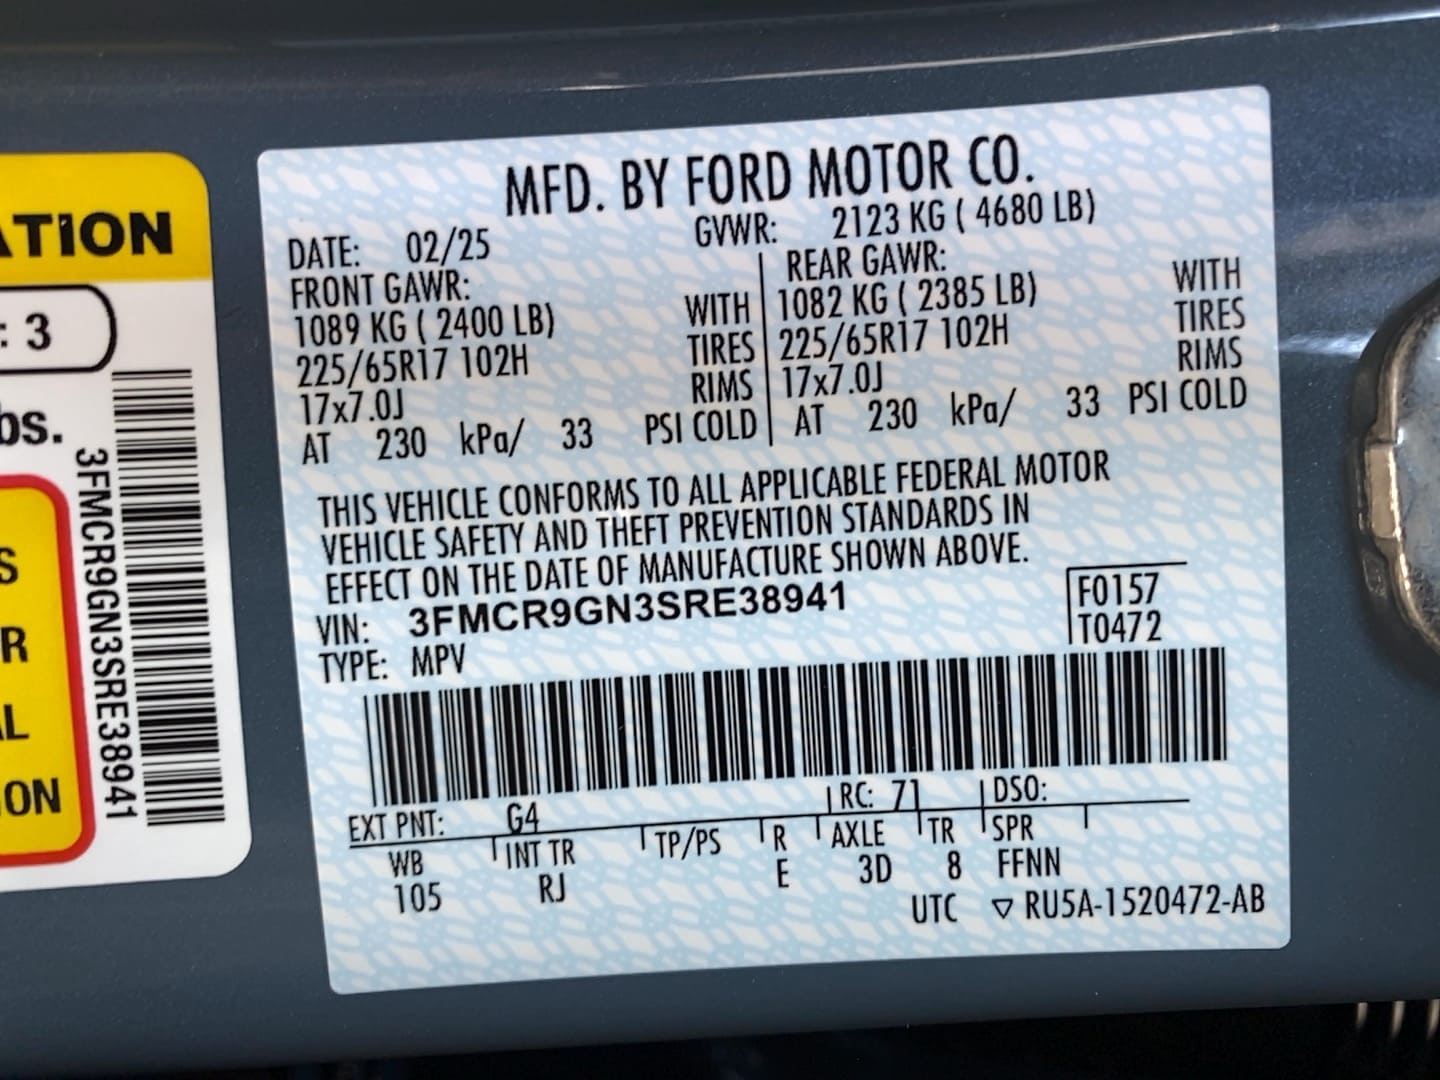 ATION
: 3
bs.
S
R
AL
ON
3FMCR9GN3SRE38941
MFD. BY FORD MOTOR CO.
DATE: 02/25 GVWR: 2123 KG ( 4680 LB)
FRONT GAWR: REAR GAWR:
1089 KG ( 2400 LB) WITH 1082 KG ( 2385 LB) WITH
225/65R17 102H TIRES 225/65R17 102H TIRES
17x7.0J RIMS 17x7.0J RIMS
AT 230 kPa/ 33 PSI COLD AT 230 kPa/ 33 PSI COLD
THIS VEHICLE CONFORMS TO ALL APPLICABLE FEDERAL MOTOR
VEHICLE SAFETY AND THEFT PREVENTION STANDARDS IN
EFFECT ON THE DATE OF MANUFACTURE SHOWN ABOVE.
VIN: 3FMCR9GN3SRE38941 F0157
TYPE: MPV T0472
EXT PNT: G4 RC: 71 DSO:
WB INT TR TP/PS R AXLE TR SPR
105 RJ E 3D 8 FFNN
UTC ▽ RU5A-1520472-AB